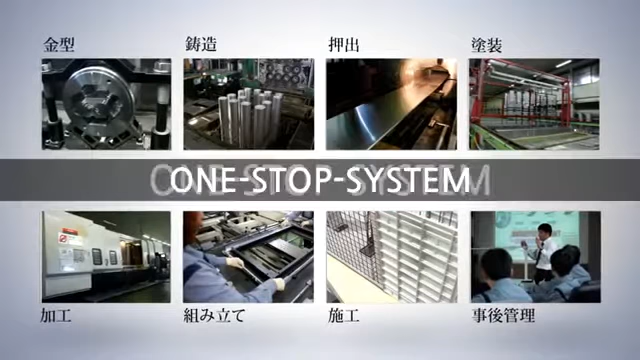 金型
鋳造
押出
塗装
ONE-STOP-SYSTEM
加工
組み立て
施工
事後管理